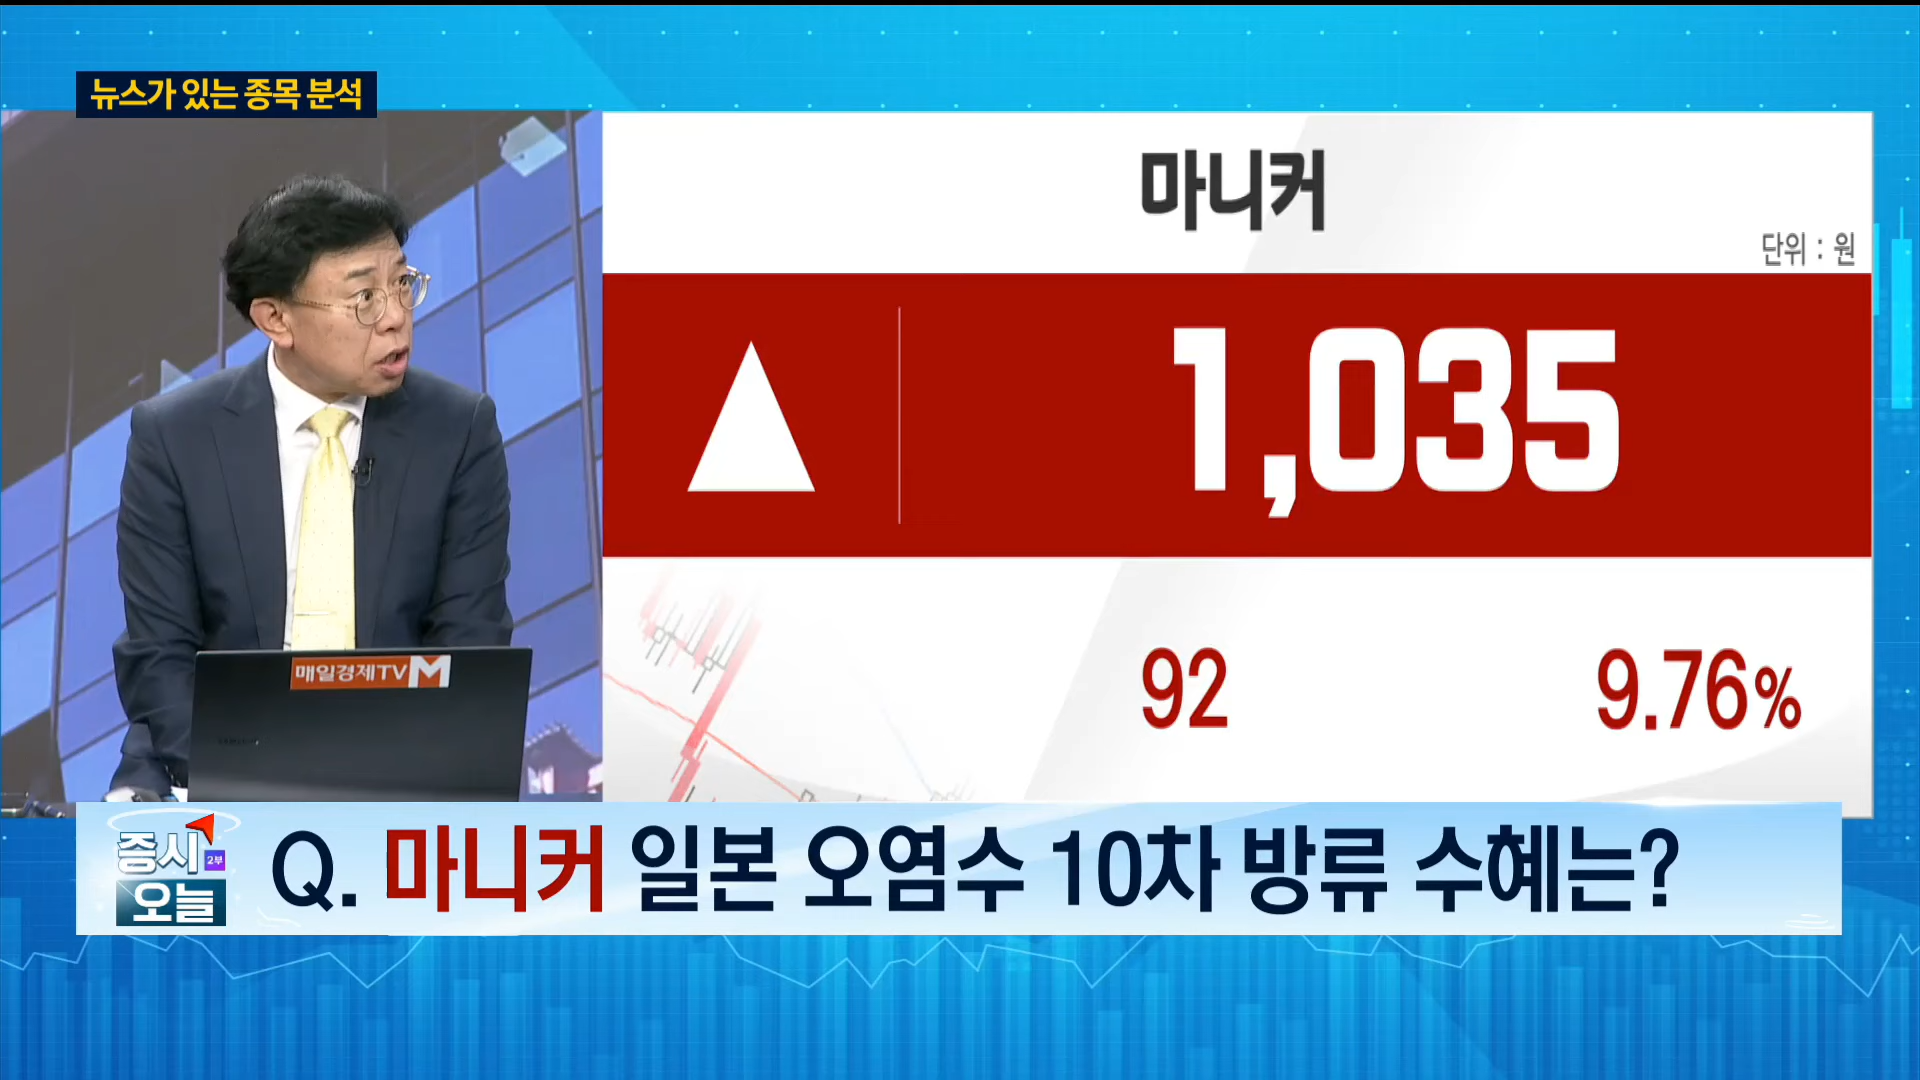 뉴스가 있는 종목 분석
마니커
단위 : 원
▲ 1,035
92 9.76%
매일경제TV M
증시 2부
오늘
Q. 마니커 일본 오염수 10차 방류 수혜는?